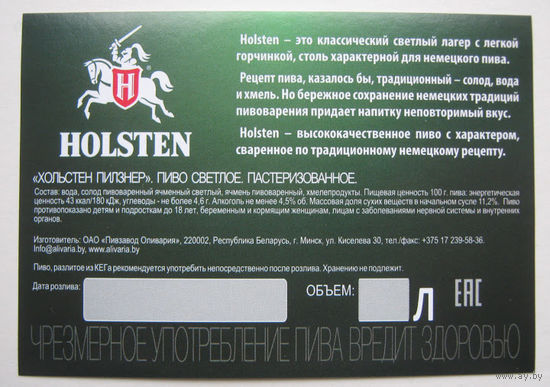 Holsten – это классический светлый лагер с легкой
горчинкой, столь характерной для немецкого пива.
Рецепт пива, казалось бы, традиционный – солод, вода
и хмель. Но бережное сохранение немецких традиций
пивоварения придает напитку неповторимый вкус.
Holsten – высококачественное пиво с характером,
сваренное по традиционному немецкому рецепту.
H
HOLSTEN
«ХОЛЬСТЕН ПИЛЗНЕР». ПИВО СВЕТЛОЕ. ПАСТЕРИЗОВАННОЕ.
Состав: вода, солод пивоваренный ячменный светлый, ячмень пивоваренный, хмелепродукты. Пищевая ценность 100 г. пива: энергетическая
ценность 43 ккал/180 кДж, углеводы - не более 4,6 г. Алкоголь не менее 4,5% об. Массовая доля сухих веществ в начальном сусле 11,2%. Пиво
противопоказано детям и подросткам до 18 лет, беременным и кормящим женщинам, лицам с заболеваниями нервной системы и внутренних
органов.
Изготовитель: ОАО «Пивзавод Оливария», 220002, Республика Беларусь, г. Минск, ул. Киселева 30, тел./факс: +375 17 239-58-36.
Info@alivaria.by, www.alivaria.by
Пиво, разлитое из КЕГа рекомендуется употребить непосредственно после розлива. Хранению не подлежит.
Дата розлива:
ОБЪЕМ:
Л
EAC
ЧРЕЗМЕРНОЕ УПОТРЕБЛЕНИЕ ПИВА ВРЕДИТ ЗДОРОВЬЮ
www.ay.by